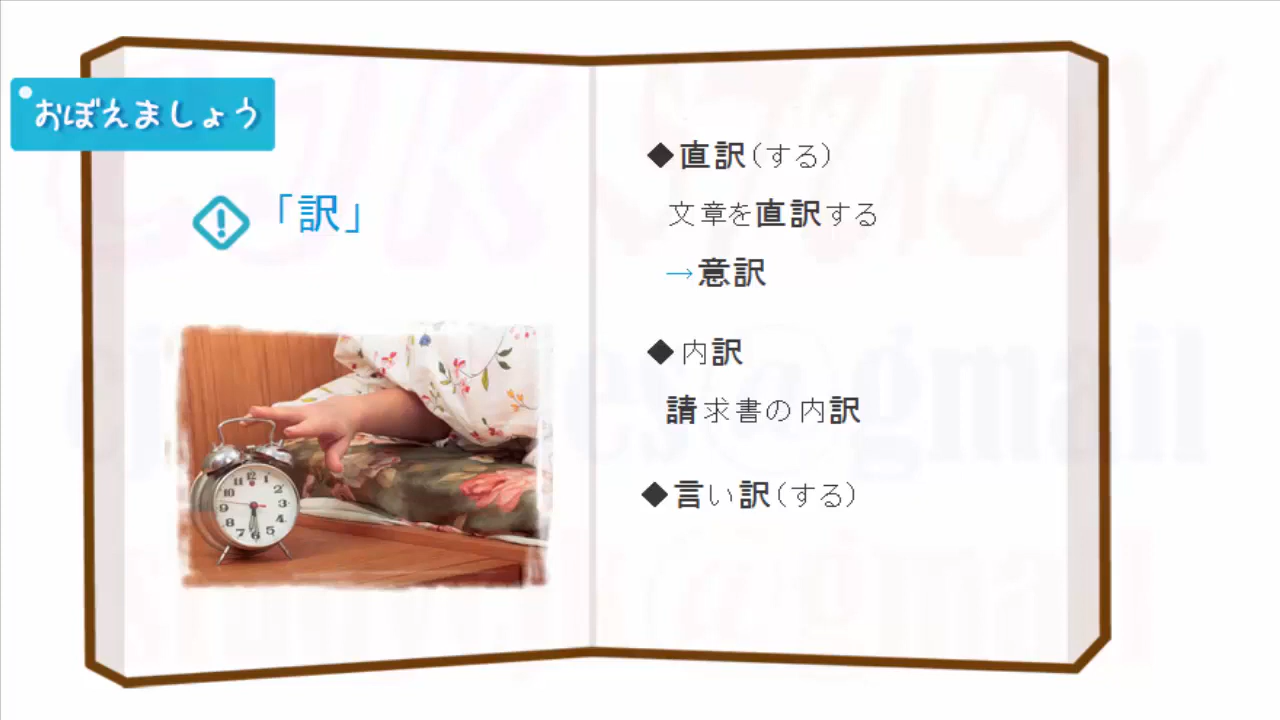 おぼえましょう
「訳」
◆直訳（する）
文章を直訳する
→意訳
◆内訳
請求書の内訳
◆言い訳（する）